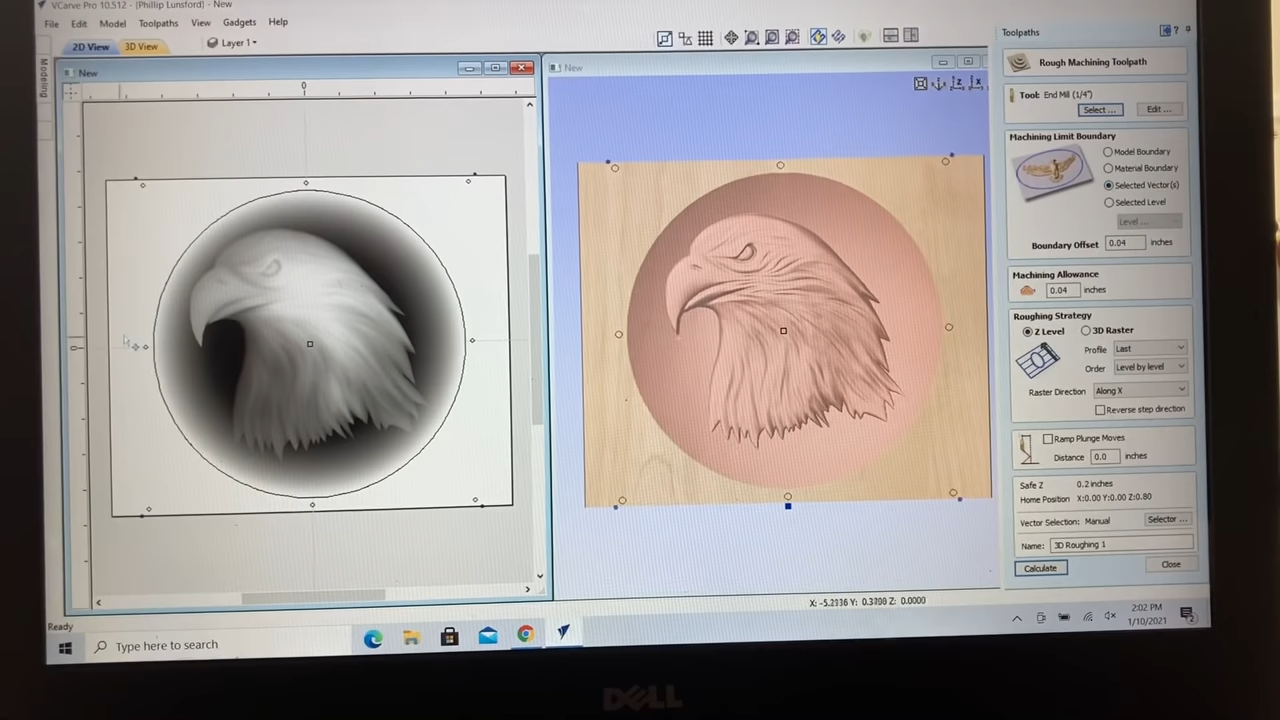 VCarve Pro 10.512 - {Phillip Lunsford} - New
File Edit Model Toolpaths View Gadgets Help
2D View 3D View Layer 1
Modeling
New
0
0
New
Toolpaths
Rough Machining Toolpath
Tool: End Mill (1/4")
Select ... Edit ...
Machining Limit Boundary
Model Boundary
Material Boundary
Selected Vector(s)
Selected Level
Level ...
Boundary Offset 0.04 inches
Machining Allowance
0.04 inches
Roughing Strategy
Z Level 3D Raster
Profile Last
Order Level by level
Raster Direction Along X
Reverse step direction
Ramp Plunge Moves
Distance 0.0 inches
Safe Z 0.2 inches
Home Position X:0.00 Y:0.00 Z:0.80
Vector Selection: Manual Selector ...
Name: 3D Roughing 1
Calculate Close
Ready
Type here to search
2:02 PM
1/10/2021
2
DELL